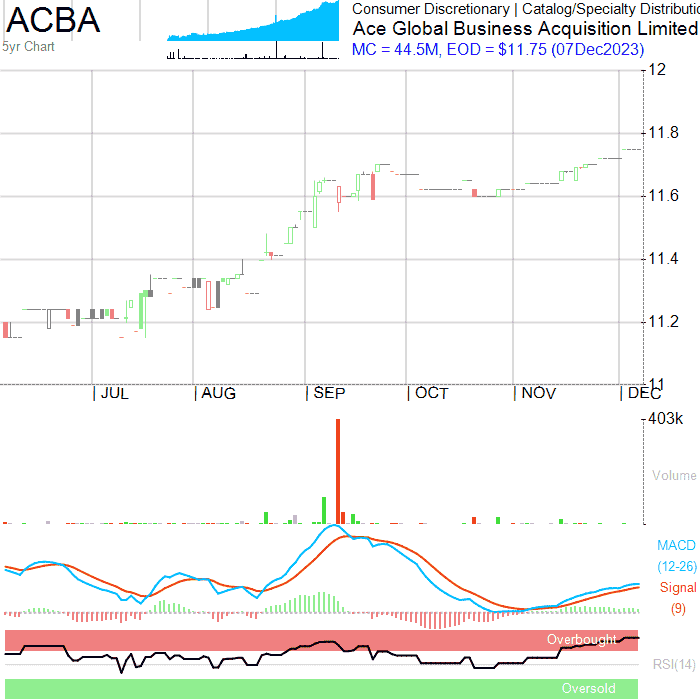 ACBA
5yr Chart
Consumer Discretionary | Catalog/Specialty Distributio
Ace Global Business Acquisition Limited
MC = 44.5M, EOD = $11.75 (07Dec2023)
12
11.8
11.6
11.4
11.2
11
JUL AUG SEP OCT NOV DEC
403k
Volume
MACD
(12-26)
Signal
(9)
Overbought
RSI(14)
Oversold